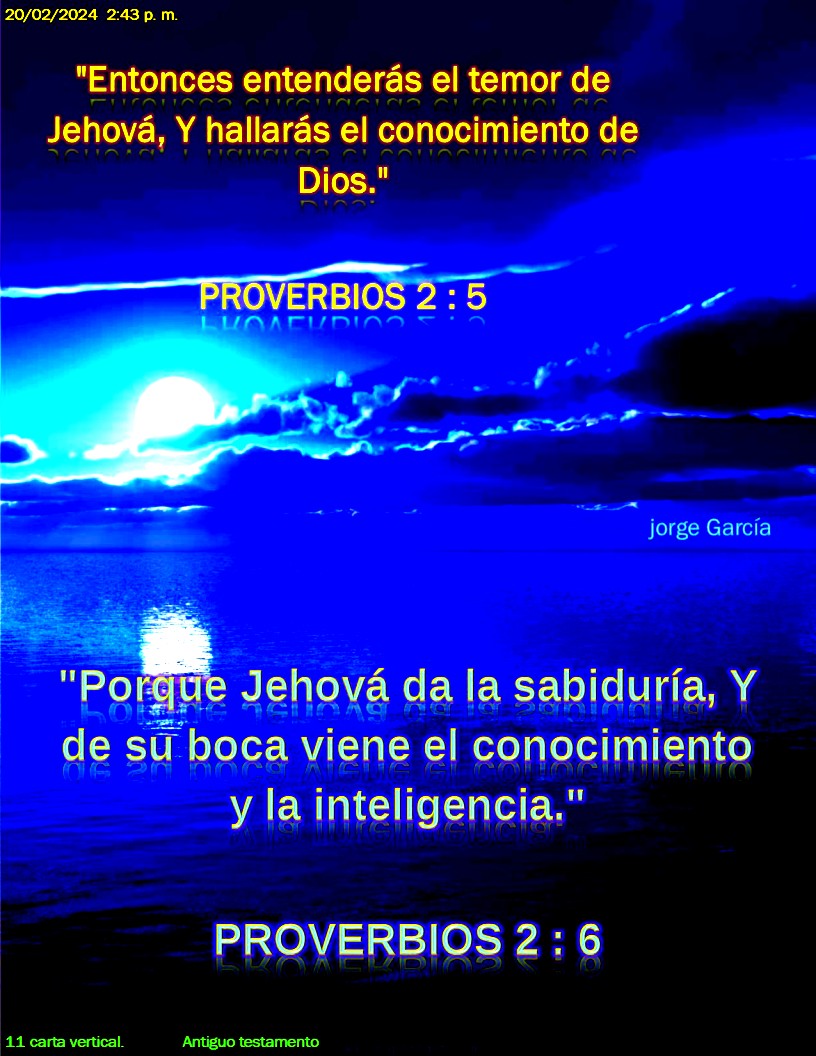 20/02/2024 2:43 p. m.
"Entonces entenderás el temor de
Jehová, Y hallarás el conocimiento de
Dios."
PROVERBIOS 2 : 5
jorge García
"Porque Jehová da la sabiduría, Y
de su boca viene el conocimiento
y la inteligencia."
PROVERBIOS 2 : 6
11 carta vertical. Antiguo testamento